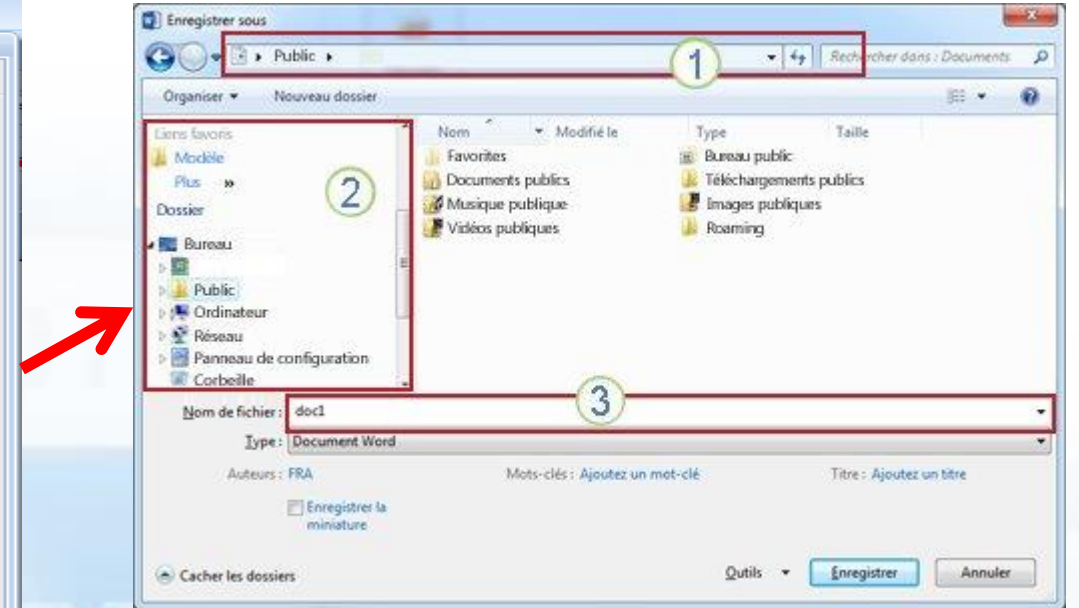 Enregistrer sous
Public
1
Rechercher dans : Documents
Organiser
Nouveau dossier
Liens favoris
Modèle
Plus »
Dossier
Bureau
Public
Ordinateur
Réseau
Panneau de configuration
Corbeille
2
Nom Modifié le Type Taille
Favorites Bureau public
Documents publics Téléchargements publics
Musique publique Images publiques
Vidéos publiques Roaming
3
Nom de fichier : doc1
Type : Document Word
Auteurs : FRA Mots-clés : Ajoutez un mot-clé Titre : Ajoutez un titre
Enregistrer la
miniature
Cacher les dossiers Outils Enregistrer Annuler